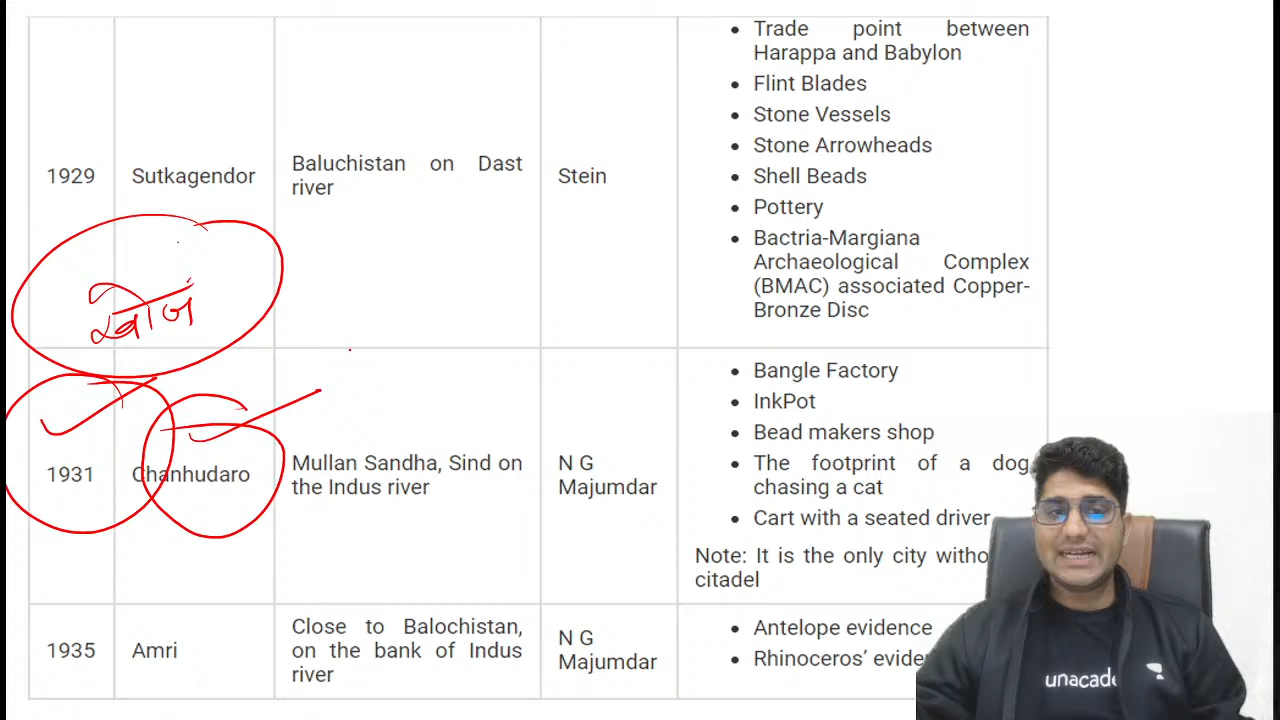 Trade point between
Harappa and Babylon
Flint Blades
Stone Vessels
Stone Arrowheads
Shell Beads
Pottery
Bactria-Margiana
Archaeological Complex
(BMAC) associated Copper-
Bronze Disc
1929
Sutkagendor
Baluchistan on Dast
river
Stein
खोज
1931
Chanhudaro
Mullan Sandha, Sind on
the Indus river
N G
Majumdar
Bangle Factory
InkPot
Bead makers shop
The footprint of a dog
chasing a cat
Cart with a seated driver
Note: It is the only city witho
citadel
1935
Amri
Close to Balochistan,
on the bank of Indus
river
N G
Majumdar
Antelope evidence
Rhinoceros’ evide
unacade